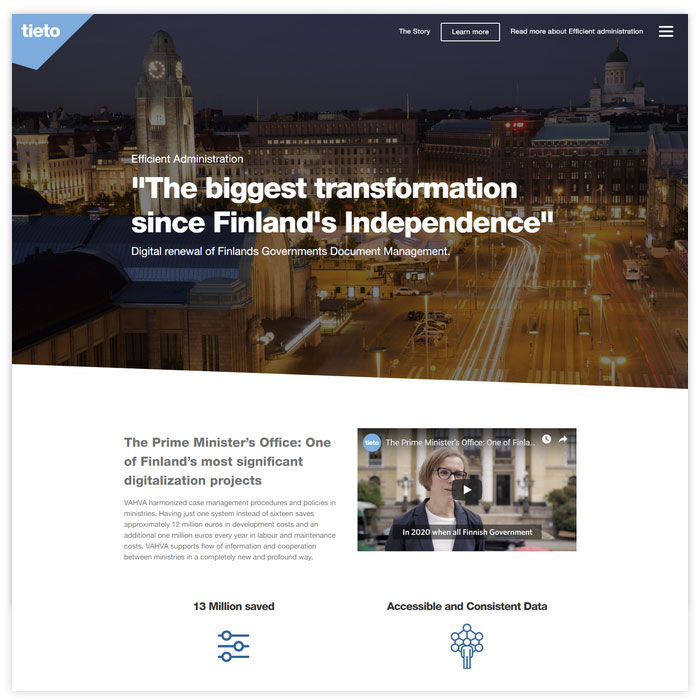 tieto
The Story
Learn more
Read more about Efficient administration
Efficient Administration
"The biggest transformation
since Finland's Independence"
Digital renewal of Finlands Governments Document Management.
The Prime Minister's Office: One
of Finland's most significant
digitalization projects
VAHVA harmonized case management procedures and policies in
ministries. Having just one system instead of sixteen saves
approximately 12 million euros in development costs and an
additional one million euros every year in labour and maintenance
costs. VAHVA supports flow of information and cooperation
between ministries in a completely new and profound way.
tieto
The Prime Minister's Office: One of Finla...
In 2020 when all Finnish Government
13 Million saved
Accessible and Consistent Data